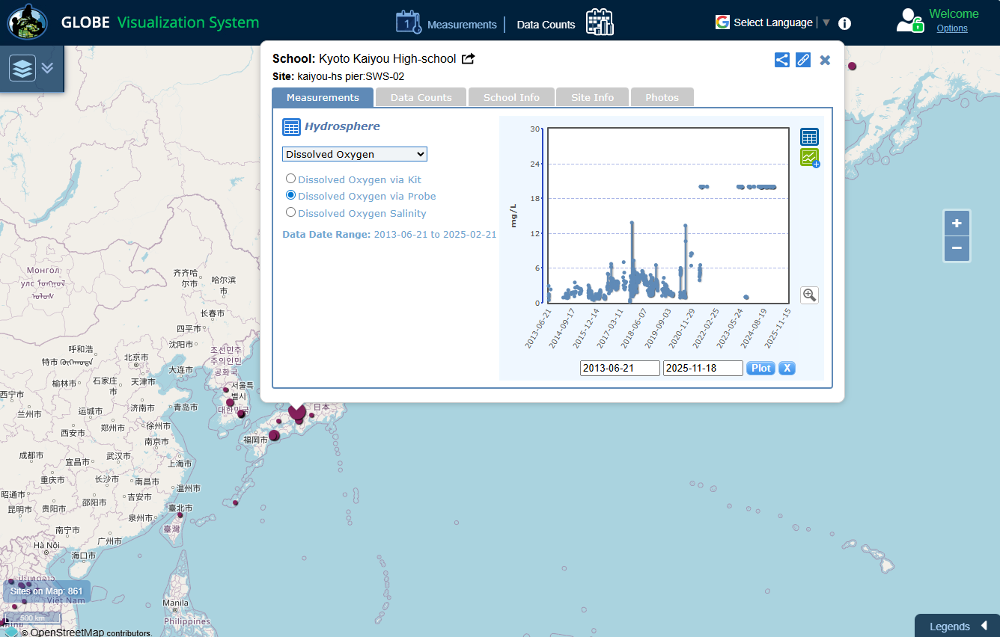 GLOBE Visualization System
1 Measurements
Data Counts
Select Language
Welcome
Options
School: Kyoto Kaiyou High-school
Site: kaiyou-hs pier:SWS-02
Measurements
Data Counts
School Info
Site Info
Photos
Hydrosphere
Dissolved Oxygen
Dissolved Oxygen via Kit
Dissolved Oxygen via Probe
Dissolved Oxygen Salinity
Data Date Range: 2013-06-21 to 2025-02-21
mg/L
30
24
18
12
6
0
2013-06-21
2014-09-17
2015-12-14
2017-03-11
2018-06-07
2019-09-03
2020-11-29
2022-02-25
2023-05-24
2024-08-19
2025-11-15
2013-06-21
2025-11-18
Plot
X
+
−
Монгол
улс
齐齐哈
尔市
哈尔滨
市
长春市
四平市
沈阳市
呼和浩
特市
北京市
조선민주
주의인민
공화국
大连市
榆林市
石家庄
市
天津市
서울특
별시
西宁市
济南市
青岛市
대한민국
日本
兰州市
运城市
郑州市
徐州市
西安市
南京市
福岡市
成都市
宜昌市
武汉市
上海市
重庆市
长沙市
南昌市
温州市
昭通市
邵阳市
吉安市
昆明市
贵阳市
泉州市
臺北市
臺灣
南宁市
广州市
Hà Nội
海口市
ປະເທດລາວ
Sites on Map: 861
Việt Nam
Manila
Philippines
500 km
© OpenStreetMap contributors.
Legends